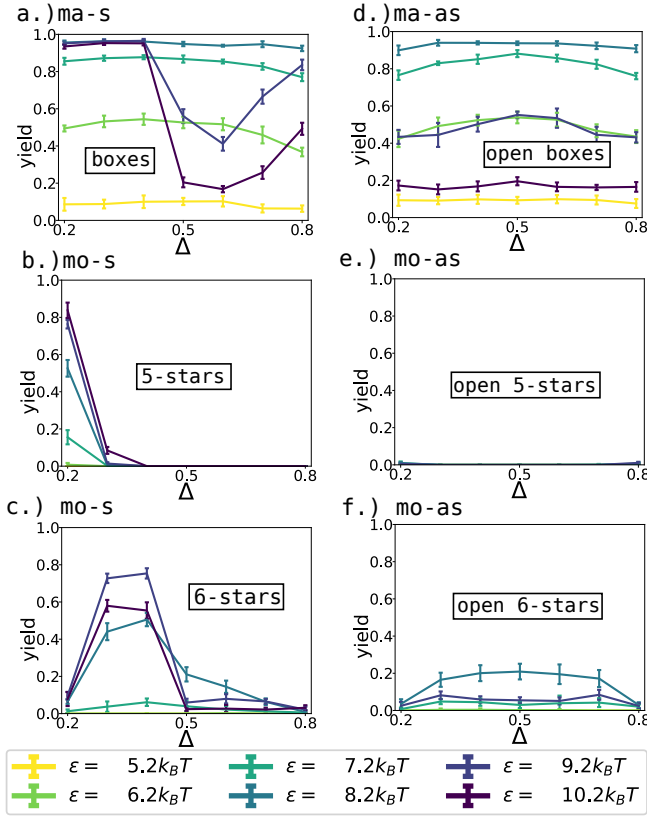 a.)ma-s
d.) ma-as
1.0
0.8
0.6
0.4
0.2
0.0
yield
boxes
0.2
0.5
0.8
Δ
1.0
0.8
0.6
0.4
0.2
0.0
yield
open boxes
0.2
0.5
0.8
Δ
b.)mo-s
e.) mo-as
1.0
0.8
0.6
0.4
0.2
0.0
yield
5-stars
0.2
0.5
0.8
Δ
1.0
0.8
0.6
0.4
0.2
0.0
yield
open 5-stars
0.2
0.5
0.8
Δ
c.) mo-s
f.) mo-as
1.0
0.8
0.6
0.4
0.2
0.0
yield
6-stars
0.2
0.5
0.8
Δ
1.0
0.8
0.6
0.4
0.2
0.0
yield
open 6-stars
0.2
0.5
0.8
Δ
ε = 5.2k_BT
ε = 7.2k_BT
ε = 9.2k_BT
ε = 6.2k_BT
ε = 8.2k_BT
ε = 10.2k_BT